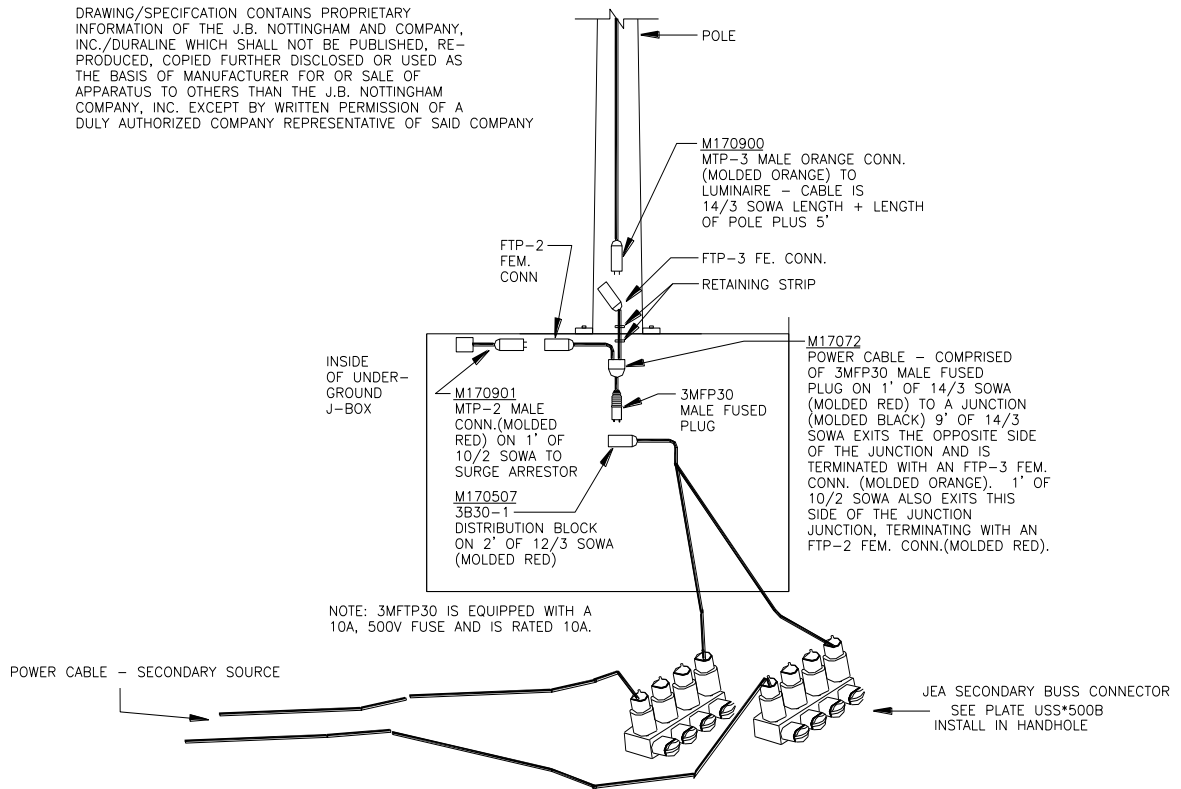 DRAWING/SPECIFCATION CONTAINS PROPRIETARY
INFORMATION OF THE J.B. NOTTINGHAM AND COMPANY,
INC./DURALINE WHICH SHALL NOT BE PUBLISHED, RE-
PRODUCED, COPIED FURTHER DISCLOSED OR USED AS
THE BASIS OF MANUFACTURER FOR OR SALE OF
APPARATUS TO OTHERS THAN THE J.B. NOTTINGHAM
COMPANY, INC. EXCEPT BY WRITTEN PERMISSION OF A
DULY AUTHORIZED COMPANY REPRESENTATIVE OF SAID COMPANY
POLE
M170900
MTP-3 MALE ORANGE CONN.
(MOLDED ORANGE) TO
LUMINAIRE - CABLE IS
14/3 SOWA LENGTH + LENGTH
OF POLE PLUS 5'
FTP-2
FEM.
CONN
FTP-3 FE. CONN.
RETAINING STRIP
INSIDE
OF UNDER-
GROUND
J-BOX
M170901
MTP-2 MALE
CONN.(MOLDED
RED) ON 1' OF
10/2 SOWA TO
SURGE ARRESTOR
3MFP30
MALE FUSED
PLUG
M17072
POWER CABLE - COMPRISED
OF 3MFP30 MALE FUSED
PLUG ON 1' OF 14/3 SOWA
(MOLDED RED) TO A JUNCTION
(MOLDED BLACK) 9' OF 14/3
SOWA EXITS THE OPPOSITE SIDE
OF THE JUNCTION AND IS
TERMINATED WITH AN FTP-3 FEM.
CONN. (MOLDED ORANGE). 1' OF
10/2 SOWA ALSO EXITS THIS
SIDE OF THE JUNCTION
JUNCTION, TERMINATING WITH AN
FTP-2 FEM. CONN.(MOLDED RED).
M170507
3B30-1
DISTRIBUTION BLOCK
ON 2' OF 12/3 SOWA
(MOLDED RED)
NOTE: 3MFTP30 IS EQUIPPED WITH A
10A, 500V FUSE AND IS RATED 10A.
POWER CABLE - SECONDARY SOURCE
JEA SECONDARY BUSS CONNECTOR
SEE PLATE USS*500B
INSTALL IN HANDHOLE